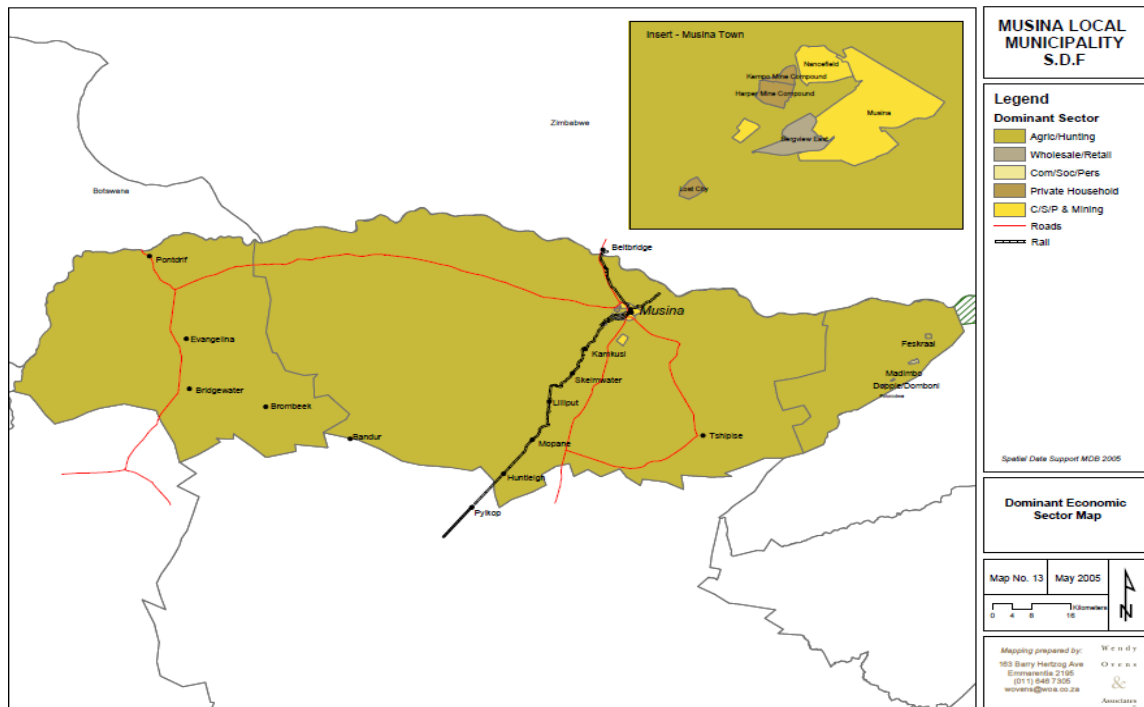 MUSINA LOCAL
MUNICIPALITY
S.D.F
Legend
Dominant Sector
Agric/Hunting
Wholesale/Retail
Com/Soc/Pers
Private Household
C/S/P & Mining
Roads
Rail
Spatial Data Support MDB 2005
Dominant Economic
Sector Map
Map No. 13
May 2005
Kilometers
0 4 8 16
N
Mapping prepared by:
163 Barry Hertzog Ave
Emmarentia 2195
(011) 646 7305
wovens@woa.co.za
Wendy
Ovens
&
Associates
Insert - Musina Town
Nancefield
Kempo Mine Compound
Harper Mine Compound
Musina
Bergview East
Lost City
Zimbabwe
Botswana
Beitbridge
Pontdrif
Musina
Evangelina
Feskraal
Kamkusi
Madimbo
Skeimwater
Doppie/Domboni
Bridgewater
Lilliput
Brombeek
Bandur
Mopane
Tshipise
Huntleigh
Pylkop